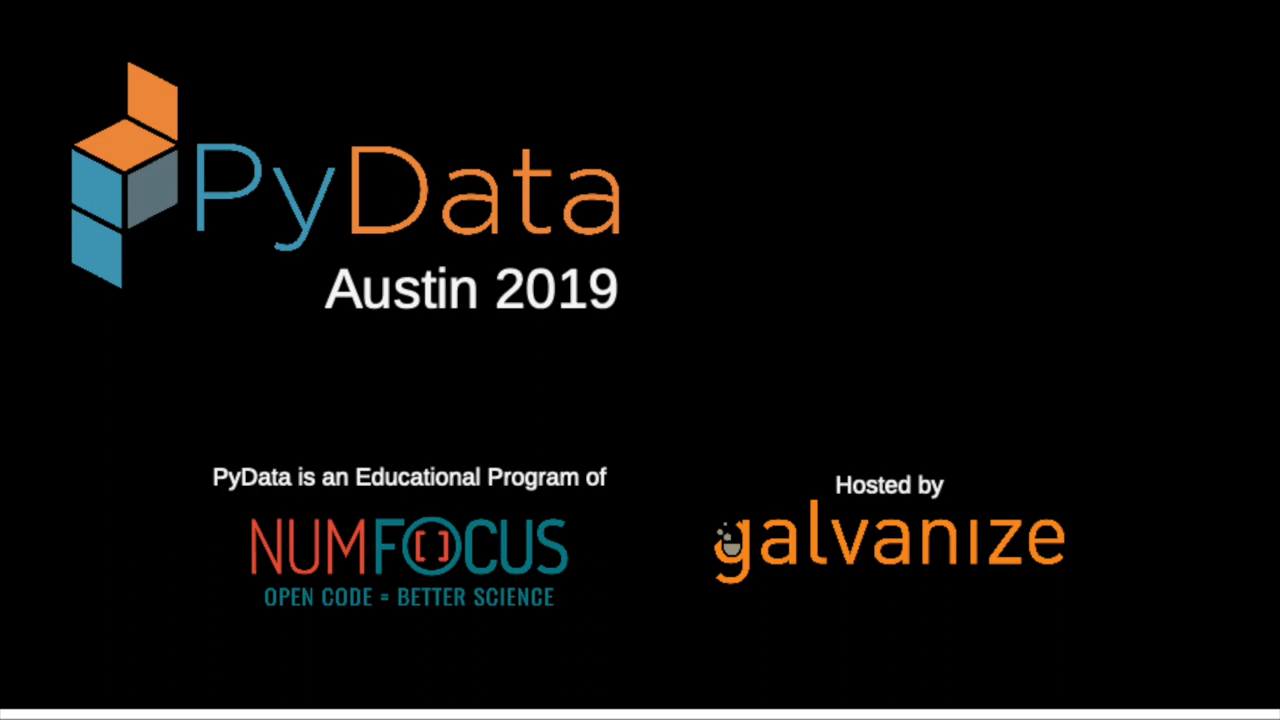 PyData
Austin 2019
PyData is an Educational Program of
NUMFOCUS
OPEN CODE = BETTER SCIENCE
Hosted by
galvanize